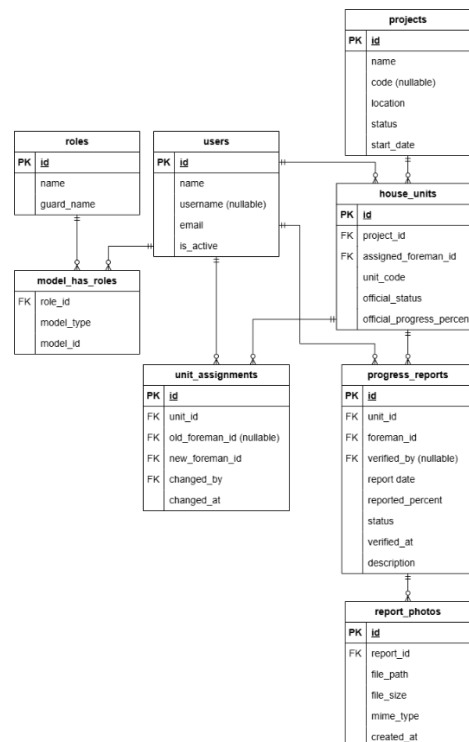 projects
PK id
name
code (nullable)
location
status
start_date
roles
PK id
name
guard_name
users
PK id
name
username (nullable)
email
is_active
house_units
PK id
FK project_id
FK assigned_foreman_id
unit_code
official_status
official_progress_percent
model_has_roles
FK role_id
model_type
model_id
unit_assignments
PK id
FK unit_id
FK old_foreman_id (nullable)
FK new_foreman_id
FK changed_by
changed_at
progress_reports
PK id
FK unit_id
FK foreman_id
FK verified_by (nullable)
report date
reported_percent
status
verified_at
description
report_photos
PK id
FK report_id
file_path
file_size
mime_type
created_at